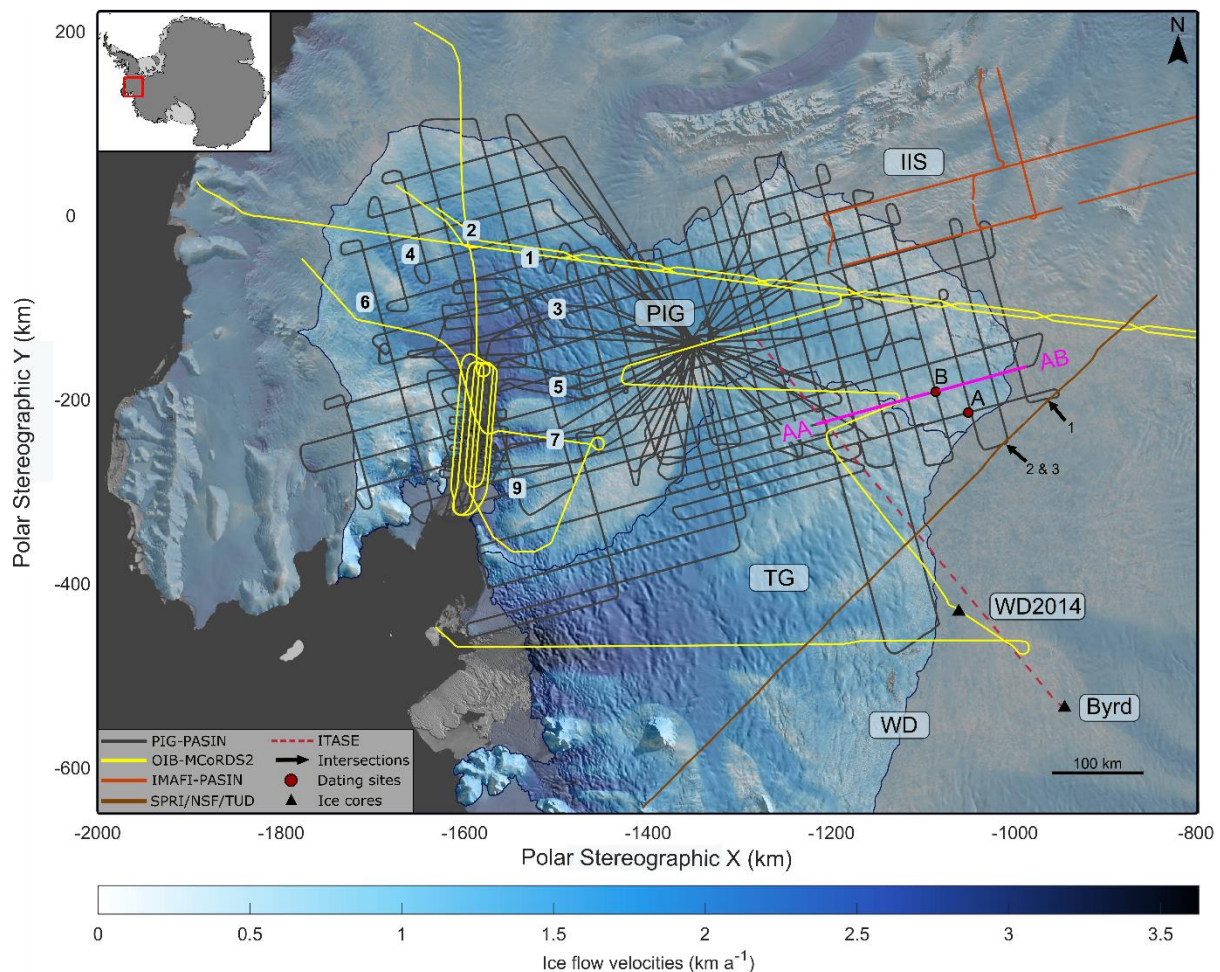 200
0
-200
-400
-600
Polar Stereographic Y (km)
N
IIS
2
4
1
6
3
PIG
5
7
9
B
A
AB
AA
1
2 & 3
TG
WD2014
WD
Byrd
100 km
PIG-PASIN
OIB-MCoRDS2
IMAFI-PASIN
SPRI/NSF/TUD
ITASE
Intersections
Dating sites
Ice cores
-2000 -1800 -1600 -1400 -1200 -1000 -800
Polar Stereographic X (km)
0 0.5 1 1.5 2 2.5 3 3.5
Ice flow velocities (km a⁻¹)